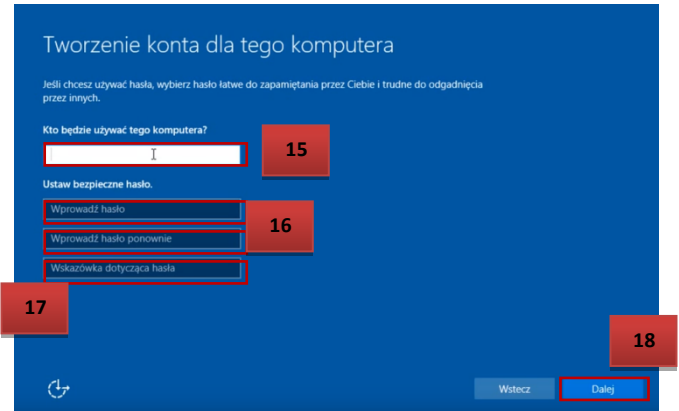 Tworzenie konta dla tego komputera
Jeśli chcesz używać hasła, wybierz hasło łatwe do zapamiętania przez Ciebie i trudne do odgadnięcia
przez innych.
Kto będzie używać tego komputera?
15
Ustaw bezpieczne hasło.
Wprowadź hasło
16
Wprowadź hasło ponownie
Wskazówka dotycząca hasła
17
18
Wstecz
Dalej